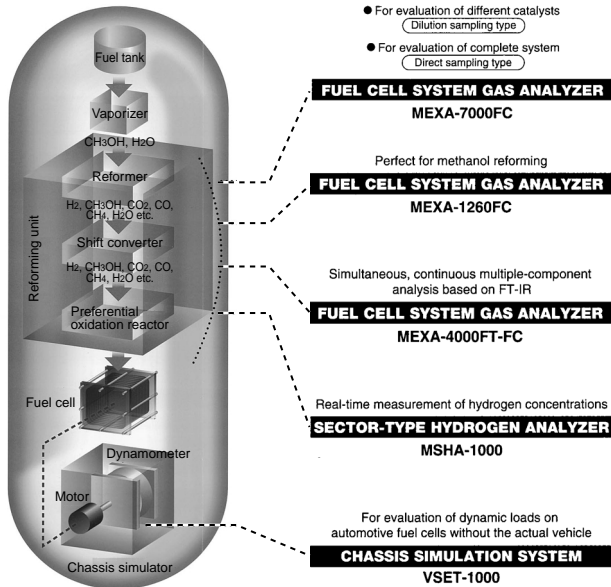 Fuel tank
Vaporizer
CH3OH, H2O
Reformer
H2, CH3OH, CO2, CO,
CH4, H2O etc.
Shift converter
H2, CH3OH, CO2, CO,
CH4, H2O etc.
Preferential
oxidation reactor
Reforming unit
Fuel cell
Dynamometer
Motor
Chassis simulator
● For evaluation of different catalysts
Dilution sampling type
● For evaluation of complete system
Direct sampling type
FUEL CELL SYSTEM GAS ANALYZER
MEXA-7000FC
Perfect for methanol reforming
FUEL CELL SYSTEM GAS ANALYZER
MEXA-1260FC
Simultaneous, continuous multiple-component
analysis based on FT-IR
FUEL CELL SYSTEM GAS ANALYZER
MEXA-4000FT-FC
Real-time measurement of hydrogen concentrations
SECTOR-TYPE HYDROGEN ANALYZER
MSHA-1000
For evaluation of dynamic loads on
automotive fuel cells without the actual vehicle
CHASSIS SIMULATION SYSTEM
VSET-1000